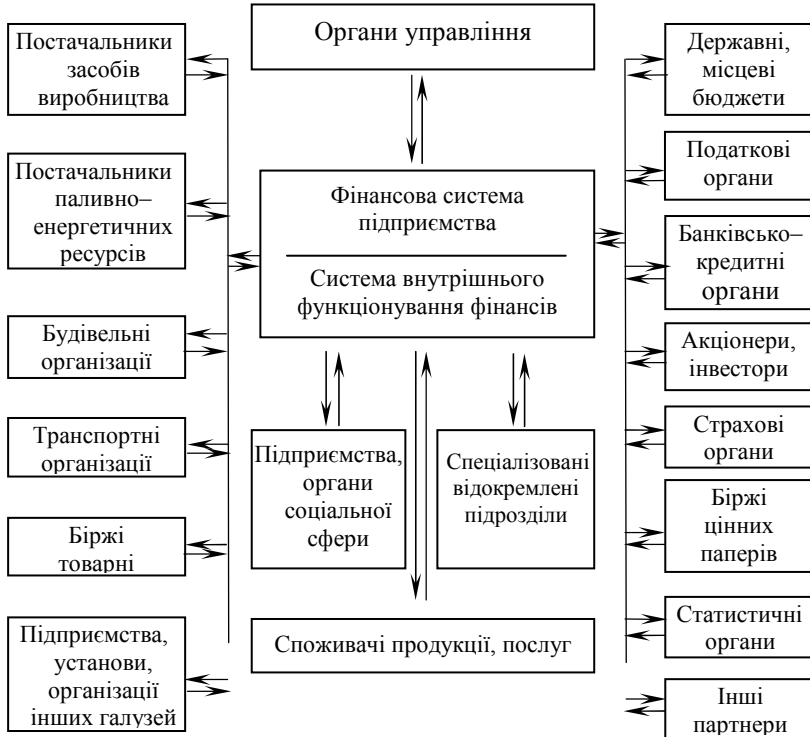 Постачальники
засобів
виробництва
Постачальники
паливно–
енергетичних
ресурсів
Будівельні
організації
Транспортні
організації
Біржі
товарні
Підприємства,
установи,
організації
інших галузей
Органи управління
Фінансова система
підприємства
Система внутрішнього
функціонування фінансів
Підприємства,
органи
соціальної
сфери
Спеціалізовані
відокремлені
підрозділи
Споживачі продукції, послуг
Державні,
місцеві
бюджети
Податкові
органи
Банківсько–
кредитні
органи
Акціонери,
інвестори
Страхові
органи
Біржі
цінних
паперів
Статистичні
органи
Інші
партнери